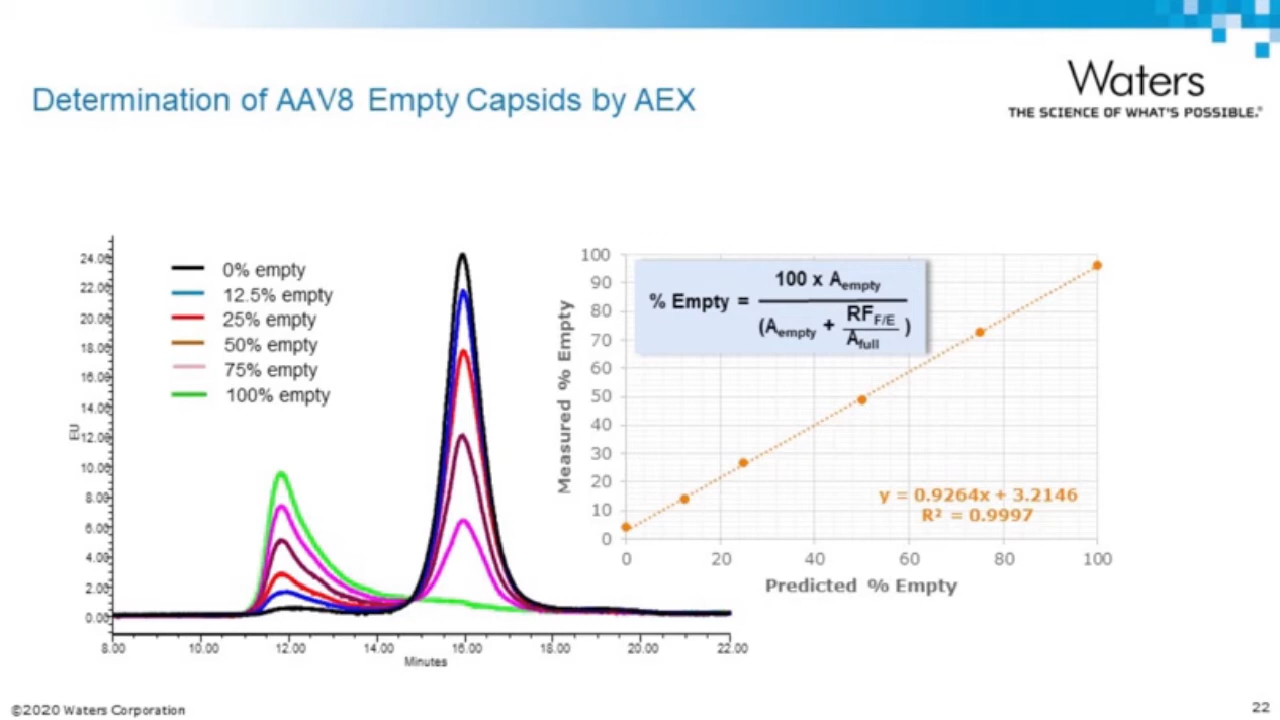 Waters
THE SCIENCE OF WHAT'S POSSIBLE.®
Determination of AAV8 Empty Capsids by AEX
0% empty
12.5% empty
25% empty
50% empty
75% empty
100% empty
EU
24.00
22.00
20.00
18.00
16.00
14.00
12.00
10.00
8.00
6.00
4.00
2.00
0.00
8.00 10.00 12.00 14.00 16.00 18.00 20.00 22.00
Minutes
Measured % Empty
100
90
80
70
60
50
40
30
20
10
0
% Empty = 100 x Aempty
(Aempty + RFF/E
Afull )
y = 0.9264x + 3.2146
R² = 0.9997
0 20 40 60 80 100
Predicted % Empty
©2020 Waters Corporation
22